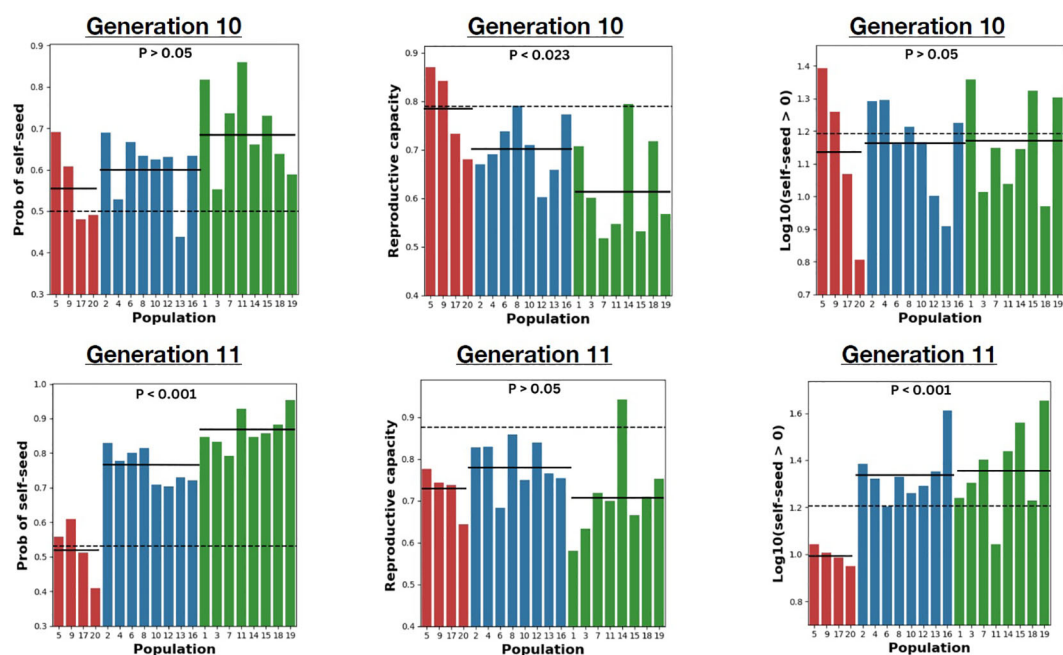 Generation 10
P > 0.05
Prob of self-seed
0.9
0.8
0.7
0.6
0.5
0.4
0.3
5 9 17 20 2 4 6 8 10 12 13 16 1 3 7 11 14 15 18 19
Population
Generation 10
P < 0.023
Reproductive capacity
0.9
0.8
0.7
0.6
0.5
0.4
5 9 17 20 2 4 6 8 10 12 13 16 1 3 7 11 14 15 18 19
Population
Generation 10
P > 0.05
Log10(self-seed > 0)
1.4
1.3
1.2
1.1
1.0
0.9
0.8
0.7
5 9 17 20 2 4 6 8 10 12 13 16 1 3 7 11 14 15 18 19
Population
Generation 11
P < 0.001
Prob of self-seed
1.0
0.9
0.8
0.7
0.6
0.5
0.4
0.3
5 9 17 20 2 4 6 8 10 12 13 16 1 3 7 11 14 15 18 19
Population
Generation 11
P > 0.05
Reproductive capacity
0.9
0.8
0.7
0.6
0.5
0.4
5 9 17 20 2 4 6 8 10 12 13 16 1 3 7 11 14 15 18 19
Population
Generation 11
P < 0.001
Log10(self-seed > 0)
1.6
1.4
1.2
1.0
0.8
5 9 17 20 2 4 6 8 10 12 13 16 1 3 7 11 14 15 18 19
Population